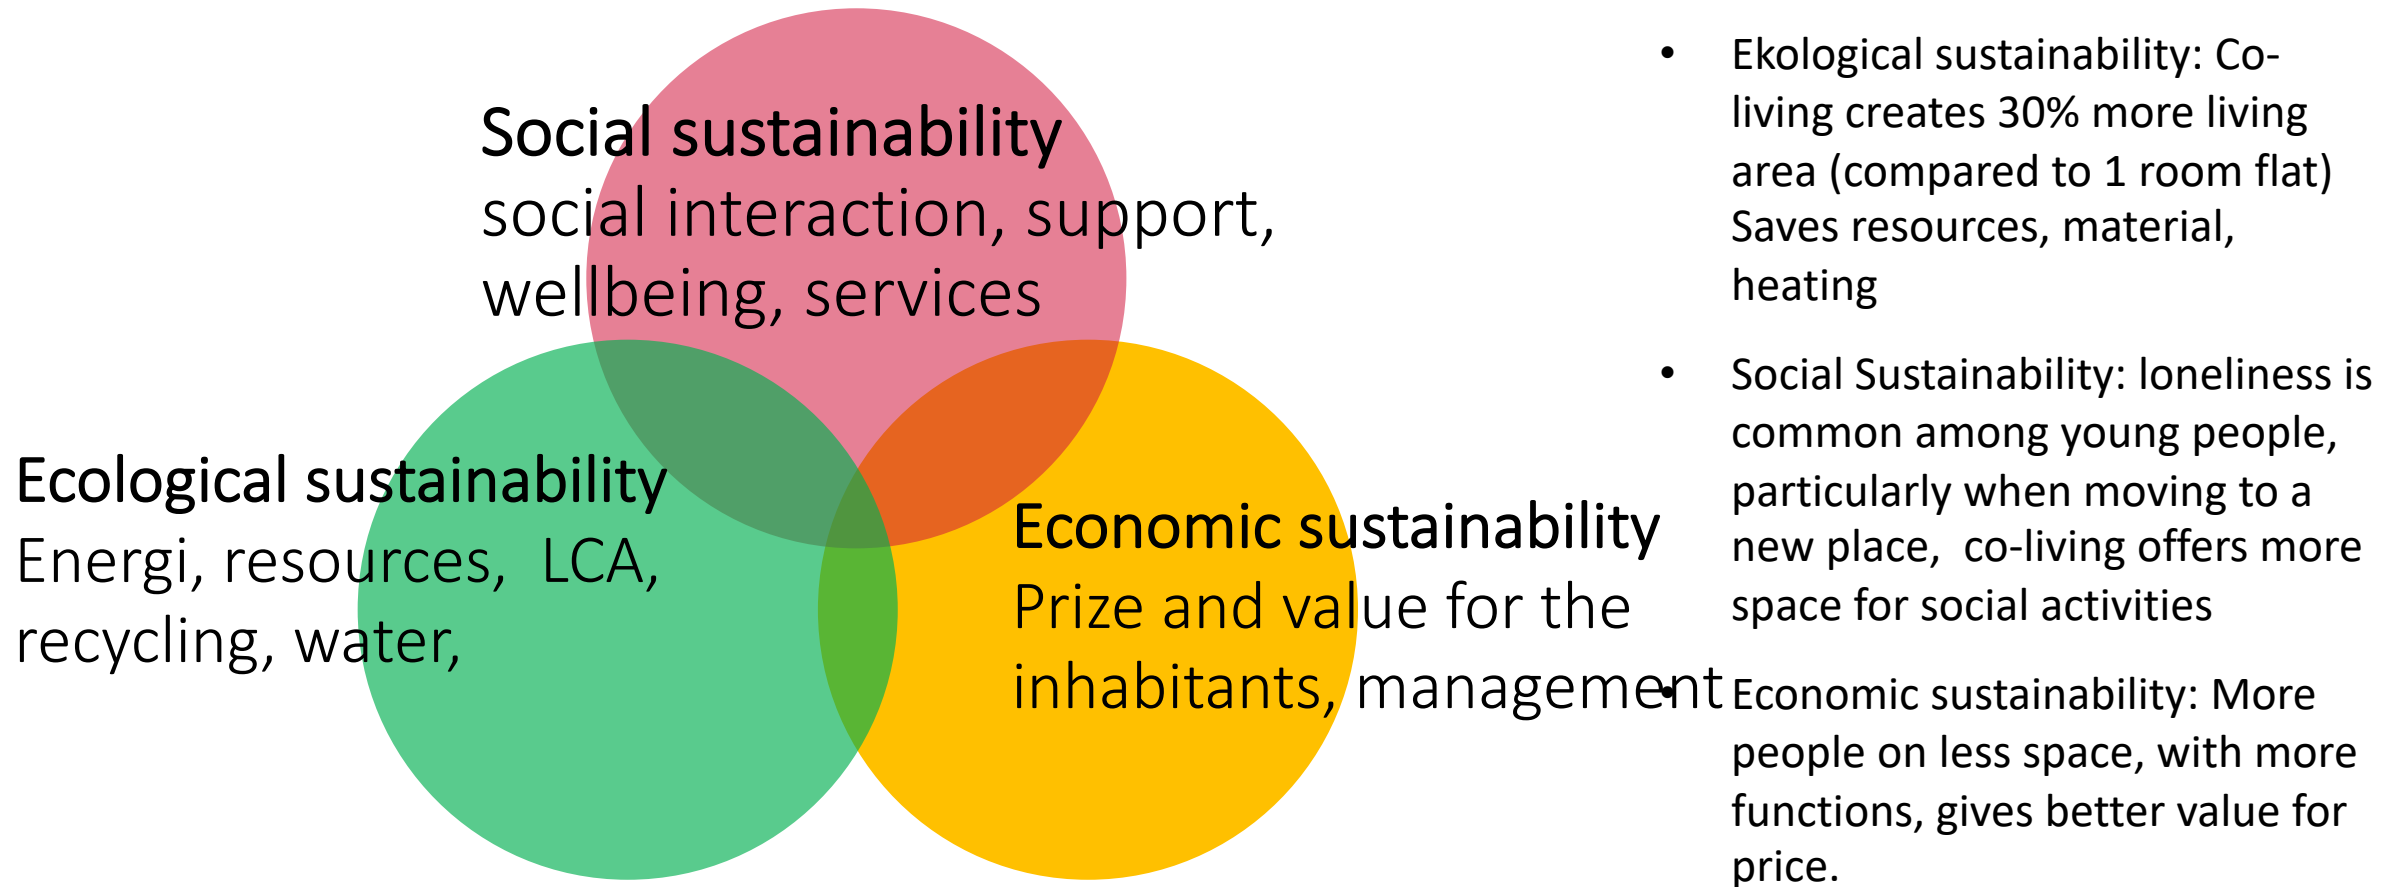 Social sustainability
social interaction, support,
wellbeing, services
Ecological sustainability
Energi, resources,  LCA,
recycling, water,
Economic sustainability
Prize and value for the
inhabitants, management
• Ekological sustainability: Co-
living creates 30% more living
area (compared to 1 room flat)
Saves resources, material,
heating
• Social Sustainability: loneliness is
common among young people,
particularly when moving to a
new place,  co-living offers more
space for social activities
• Economic sustainability: More
people on less space, with more
functions, gives better value for
price.